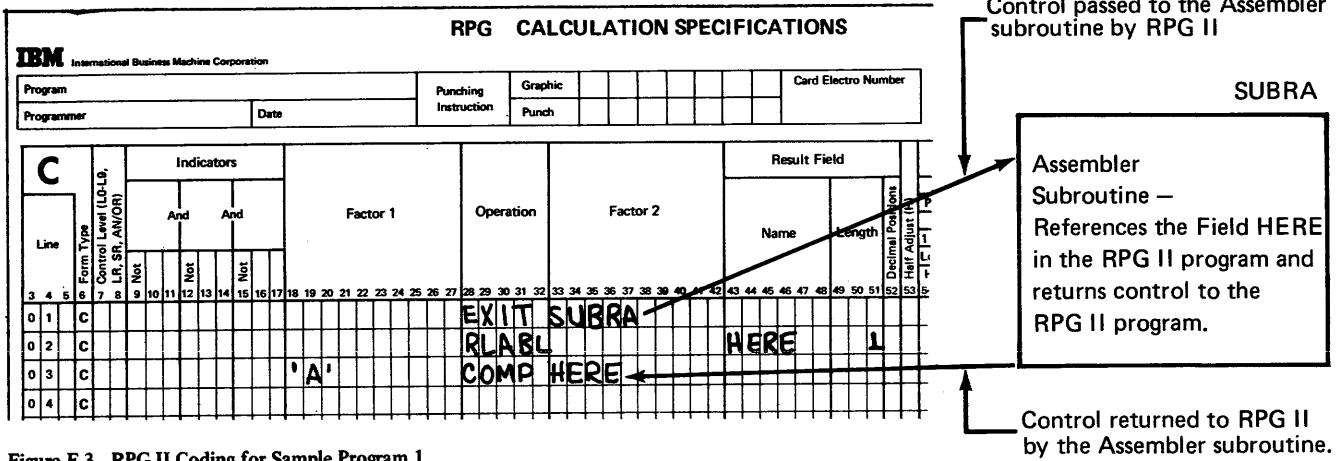 Control passed to the Assembler
subroutine by RPG II
RPG CALCULATION SPECIFICATIONS
IBM International Business Machine Corporation
Program
Programmer
Date
Punching
Instruction
Graphic
Punch
Card Electro Number
SUBRA
C
Line
Form Type
Control Level (L0-L9,
LR, SR, AN/OR)
Indicators
And And
Not Not Not
Factor 1
Operation
Factor 2
Result Field
Name
Length
Decimal Positions
Half Adjust (H)
3 4 5 6 7 8 9 10 11 12 13 14 15 16 17 18 19 20 21 22 23 24 25 26 27 28 29 30 31 32 33 34 35 36 37 38 39 40 41 42 43 44 45 46 47 48 49 50 51 52 53
0 1 C EXIT SUBRA
0 2 C RLABL HERE 1
0 3 C 'A' COMP HERE
0 4 C
Assembler
Subroutine –
References the Field HERE
in the RPG II program and
returns control to the
RPG II program.
Control returned to RPG II
by the Assembler subroutine.
Figure E-3. RPG II Coding for Sample Program 1